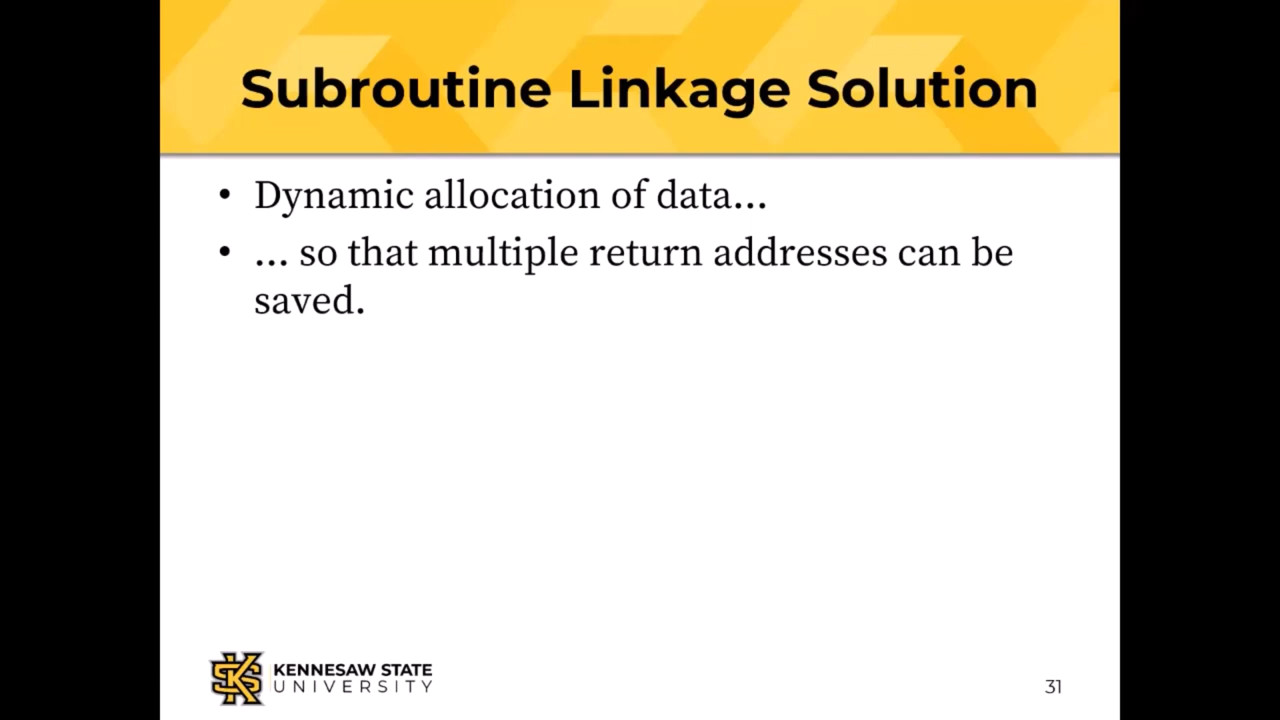 Subroutine Linkage Solution
• Dynamic allocation of data…
• … so that multiple return addresses can be
saved.
KENNESAW STATE
UNIVERSITY
31